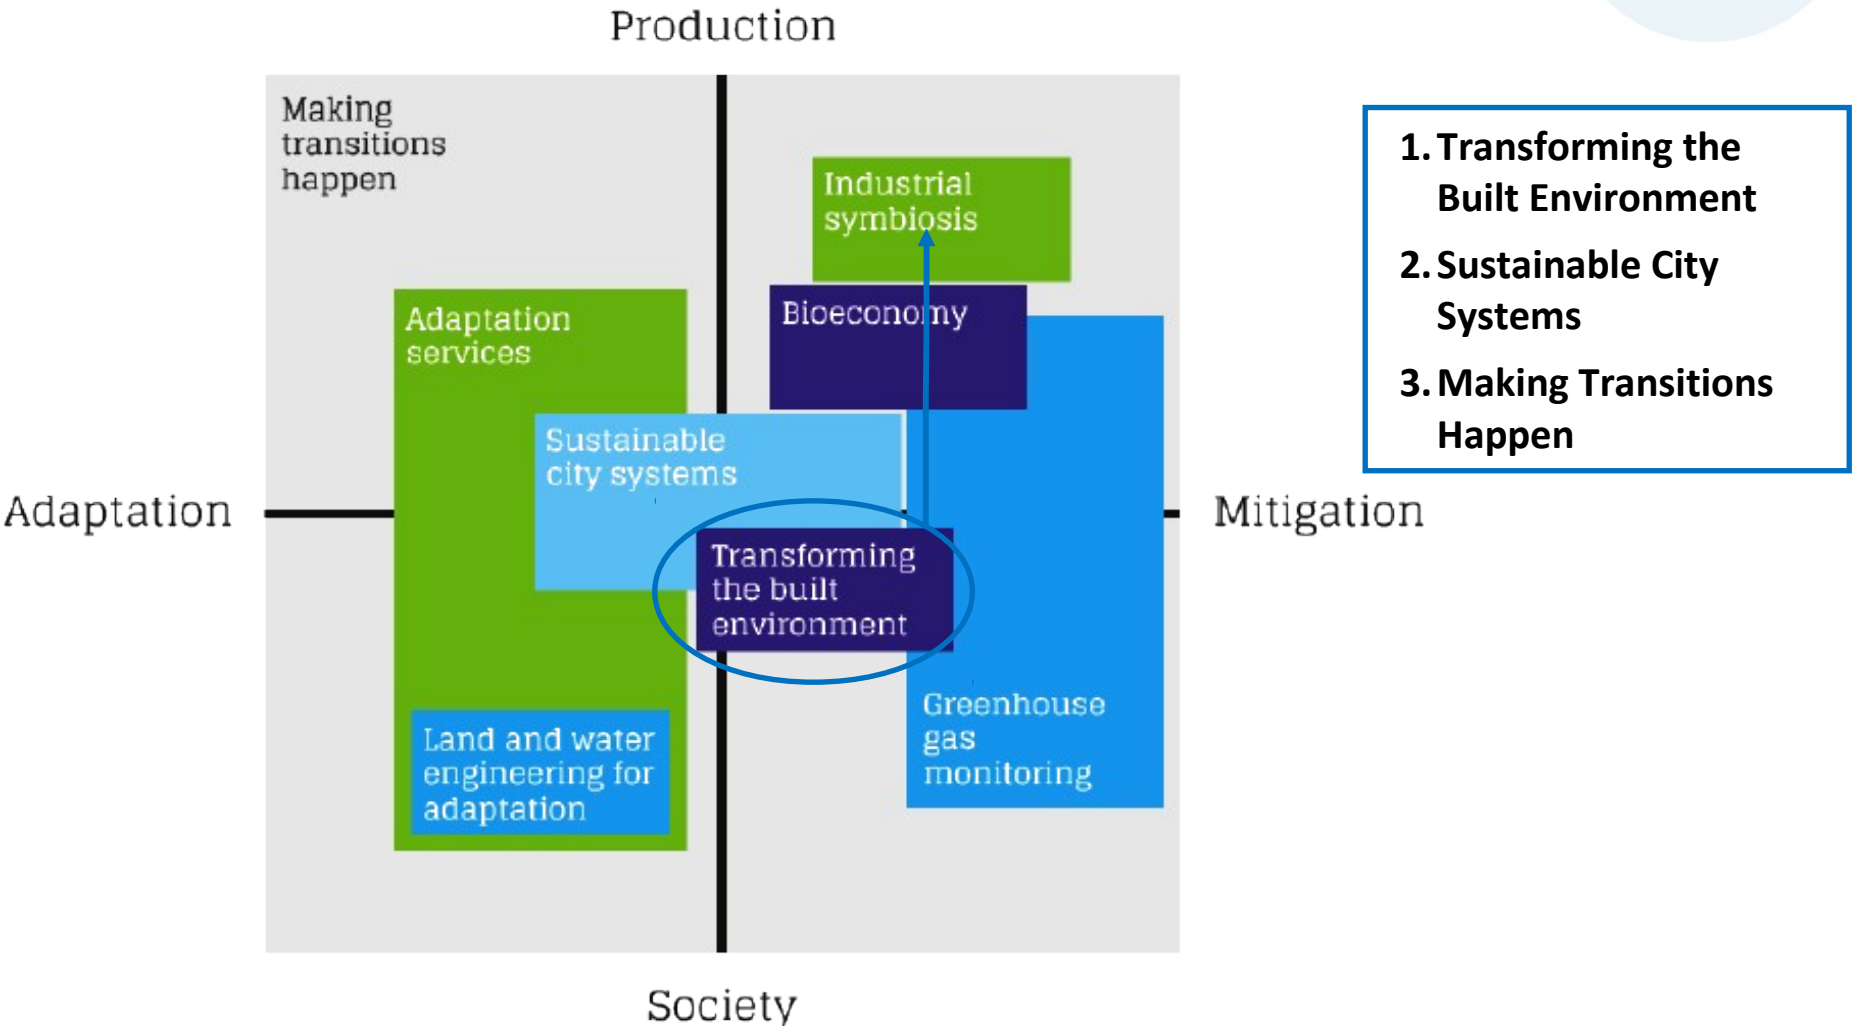 Production
Making
transitions
happen
Industrial
symbiosis
Bioeconomy
Adaptation
services
Sustainable
city systems
Adaptation
Mitigation
Transforming
the built
environment
Greenhouse
gas
monitoring
Land and water
engineering for
adaptation
Society
1. Transforming the
Built Environment
2. Sustainable City
Systems
3. Making Transitions
Happen